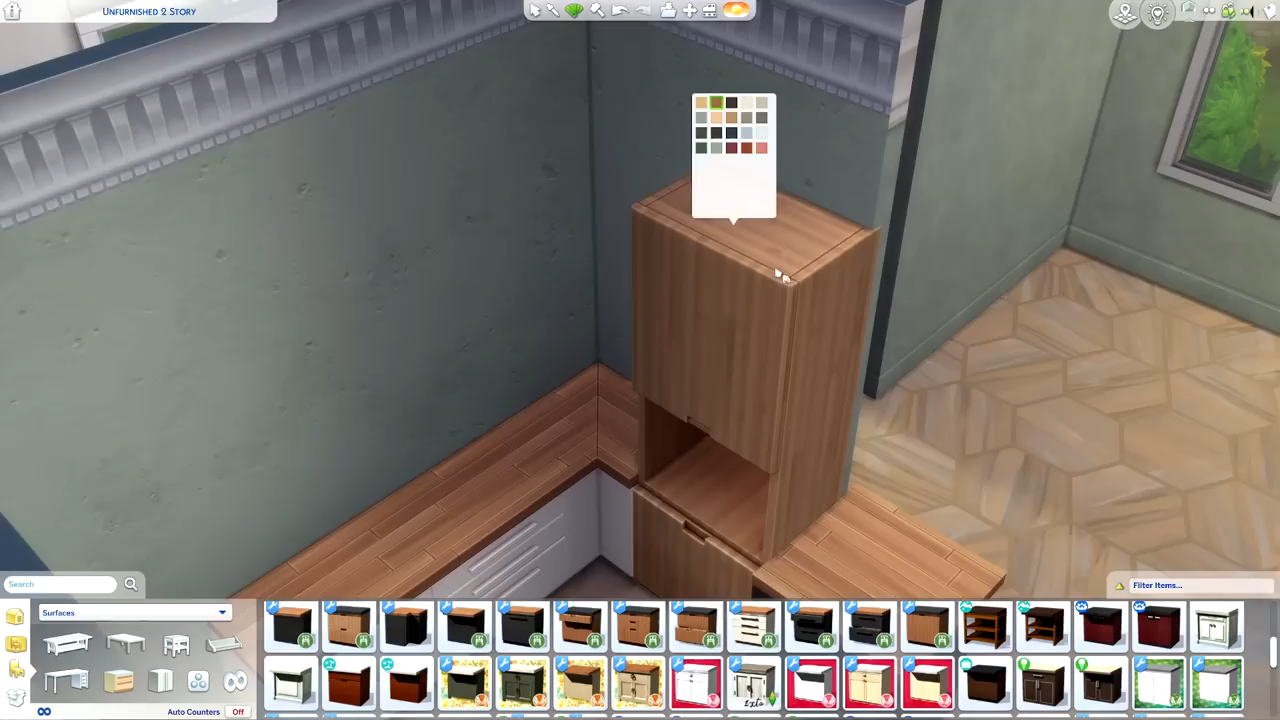 UNFURNISHED 2 STORY
Search
Filter Items...
Surfaces
Auto Counters Off